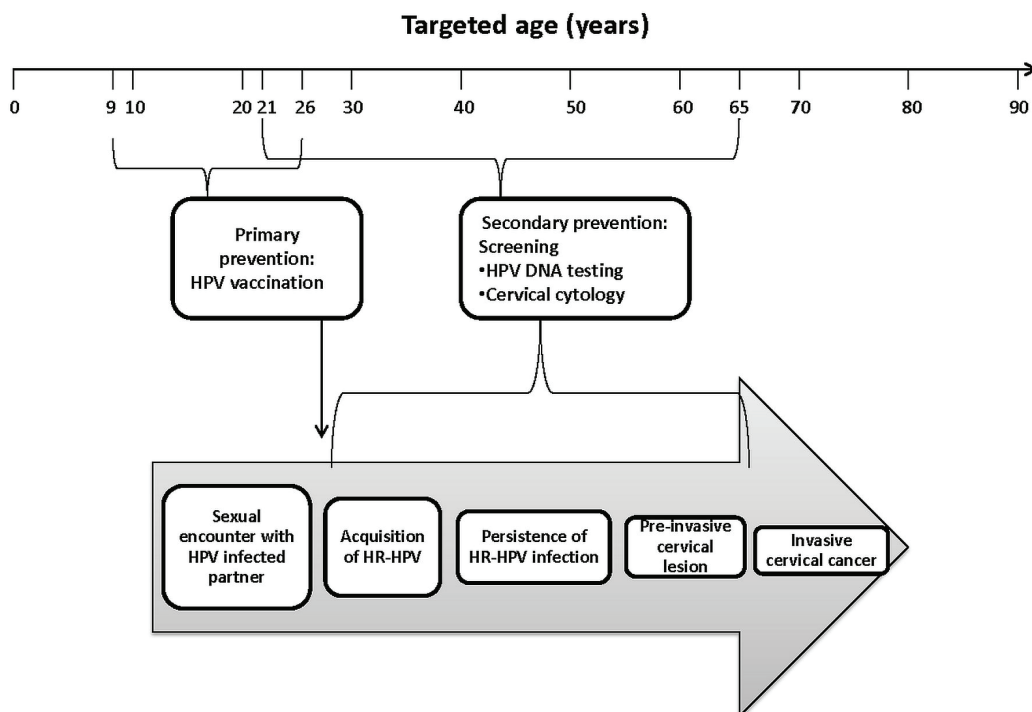 Targeted age (years)
0 9 10 20 21 26 30 40 50 60 65 70 80 90
Primary
prevention:
HPV vaccination
Secondary prevention:
Screening
•HPV DNA testing
•Cervical cytology
Sexual
encounter with
HPV infected
partner
Acquisition
of HR-HPV
Persistence of
HR-HPV infection
Pre-invasive
cervical
lesion
Invasive
cervical cancer